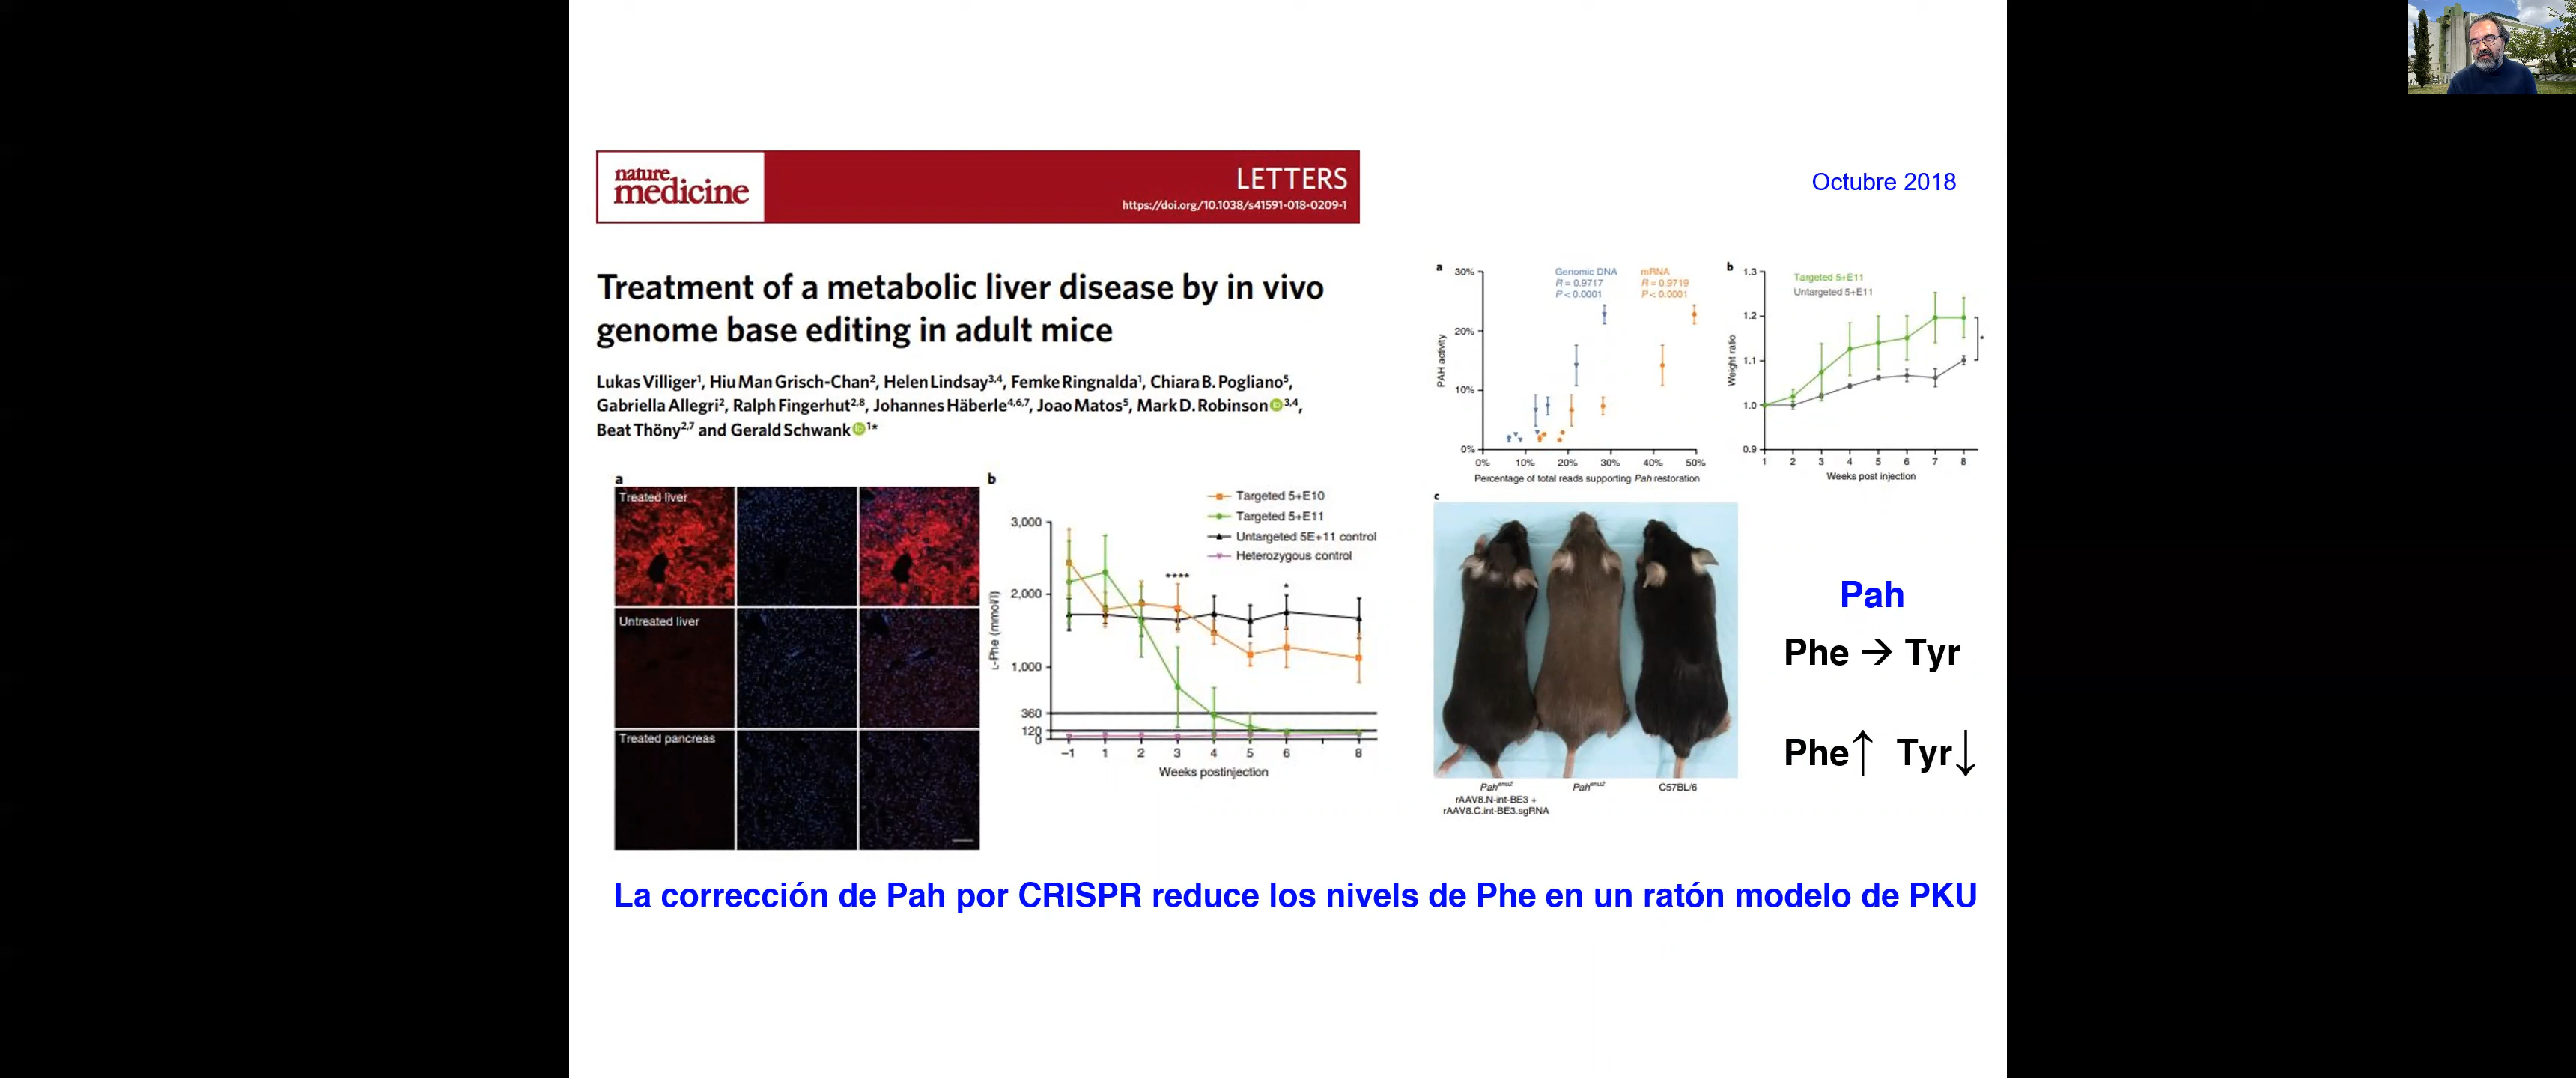 nature
medicine
LETTERS
https://doi.org/10.1038/s41591-018-0209-1
Octubre 2018
Treatment of a metabolic liver disease by in vivo
genome base editing in adult mice
Lukas Villiger1, Hiu Man Grisch-Chan2, Helen Lindsay3,4, Femke Ringnalda1, Chiara B. Pogliano5,
Gabriella Allegri2, Ralph Fingerhut2,8, Johannes Häberle4,6,7, Joao Matos5, Mark D. Robinson iD 3,4,
Beat Thöny2,7 and Gerald Schwank iD 1*
a
Treated liver
Untreated liver
Treated pancreas
b
Targeted 5+E10
Targeted 5+E11
Untargeted 5E+11 control
Heterozygous control
L-Phe (mmol/l)
3,000
2,000
1,000
360
120
0
****
*
−1 1 2 3 4 5 6 8
Weeks postinjection
a
PAH activity
30%
20%
10%
0%
Genomic DNA
R = 0.9717
P < 0.0001
mRNA
R = 0.9719
P < 0.0001
0% 10% 20% 30% 40% 50%
Percentage of total reads supporting Pah restoration
b
Weight ratio
1.3
1.2
1.1
1.0
0.9
Targeted 5+E11
Untargeted 5+E11
*
1 2 3 4 5 6 7 8
Weeks post injection
c
Pahenu2
rAAV8.N-int-BE3 +
rAAV8.C.int-BE3.sgRNA
Pahenu2
C57BL/6
Pah
Phe → Tyr
Phe↑ Tyr↓
La corrección de Pah por CRISPR reduce los nivels de Phe en un ratón modelo de PKU